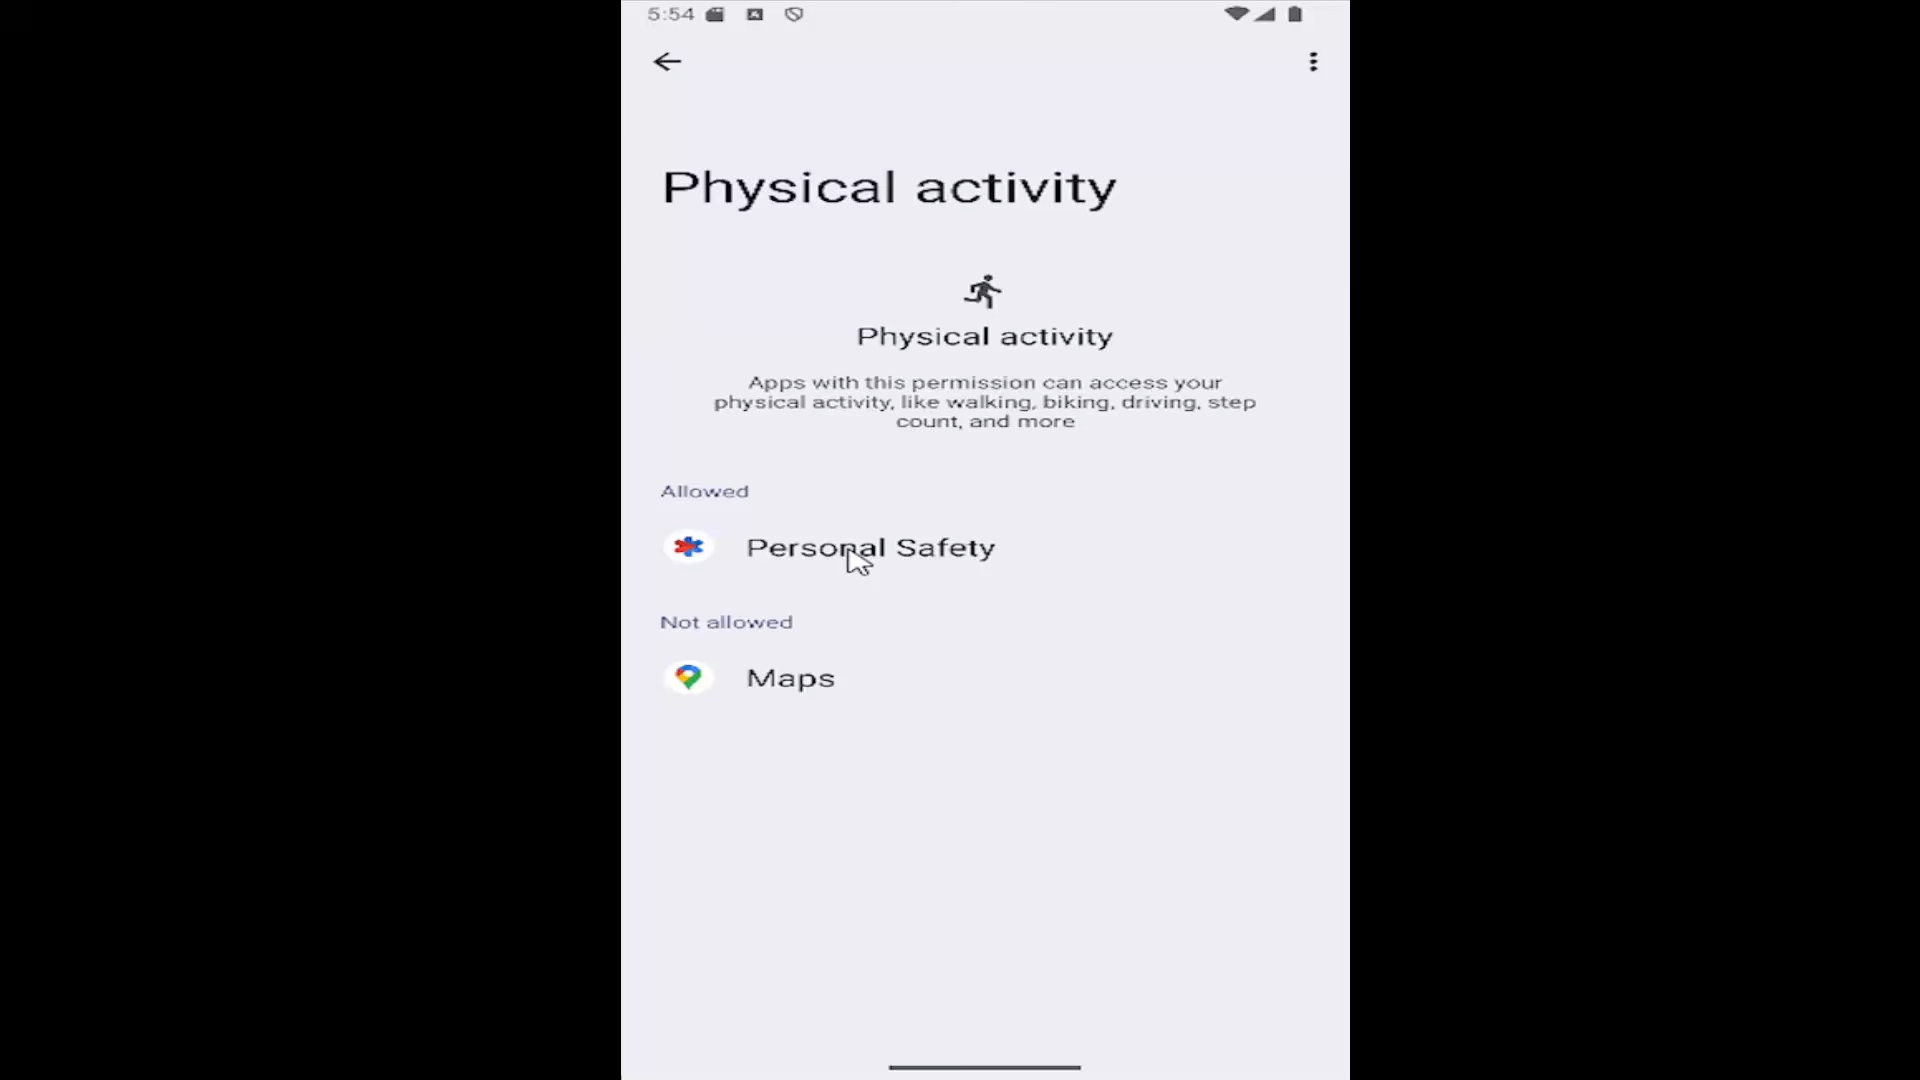 5:54
Physical activity
Physical activity
Apps with this permission can access your
physical activity, like walking, biking, driving, step
count, and more
Allowed
Personal Safety
Not allowed
Maps